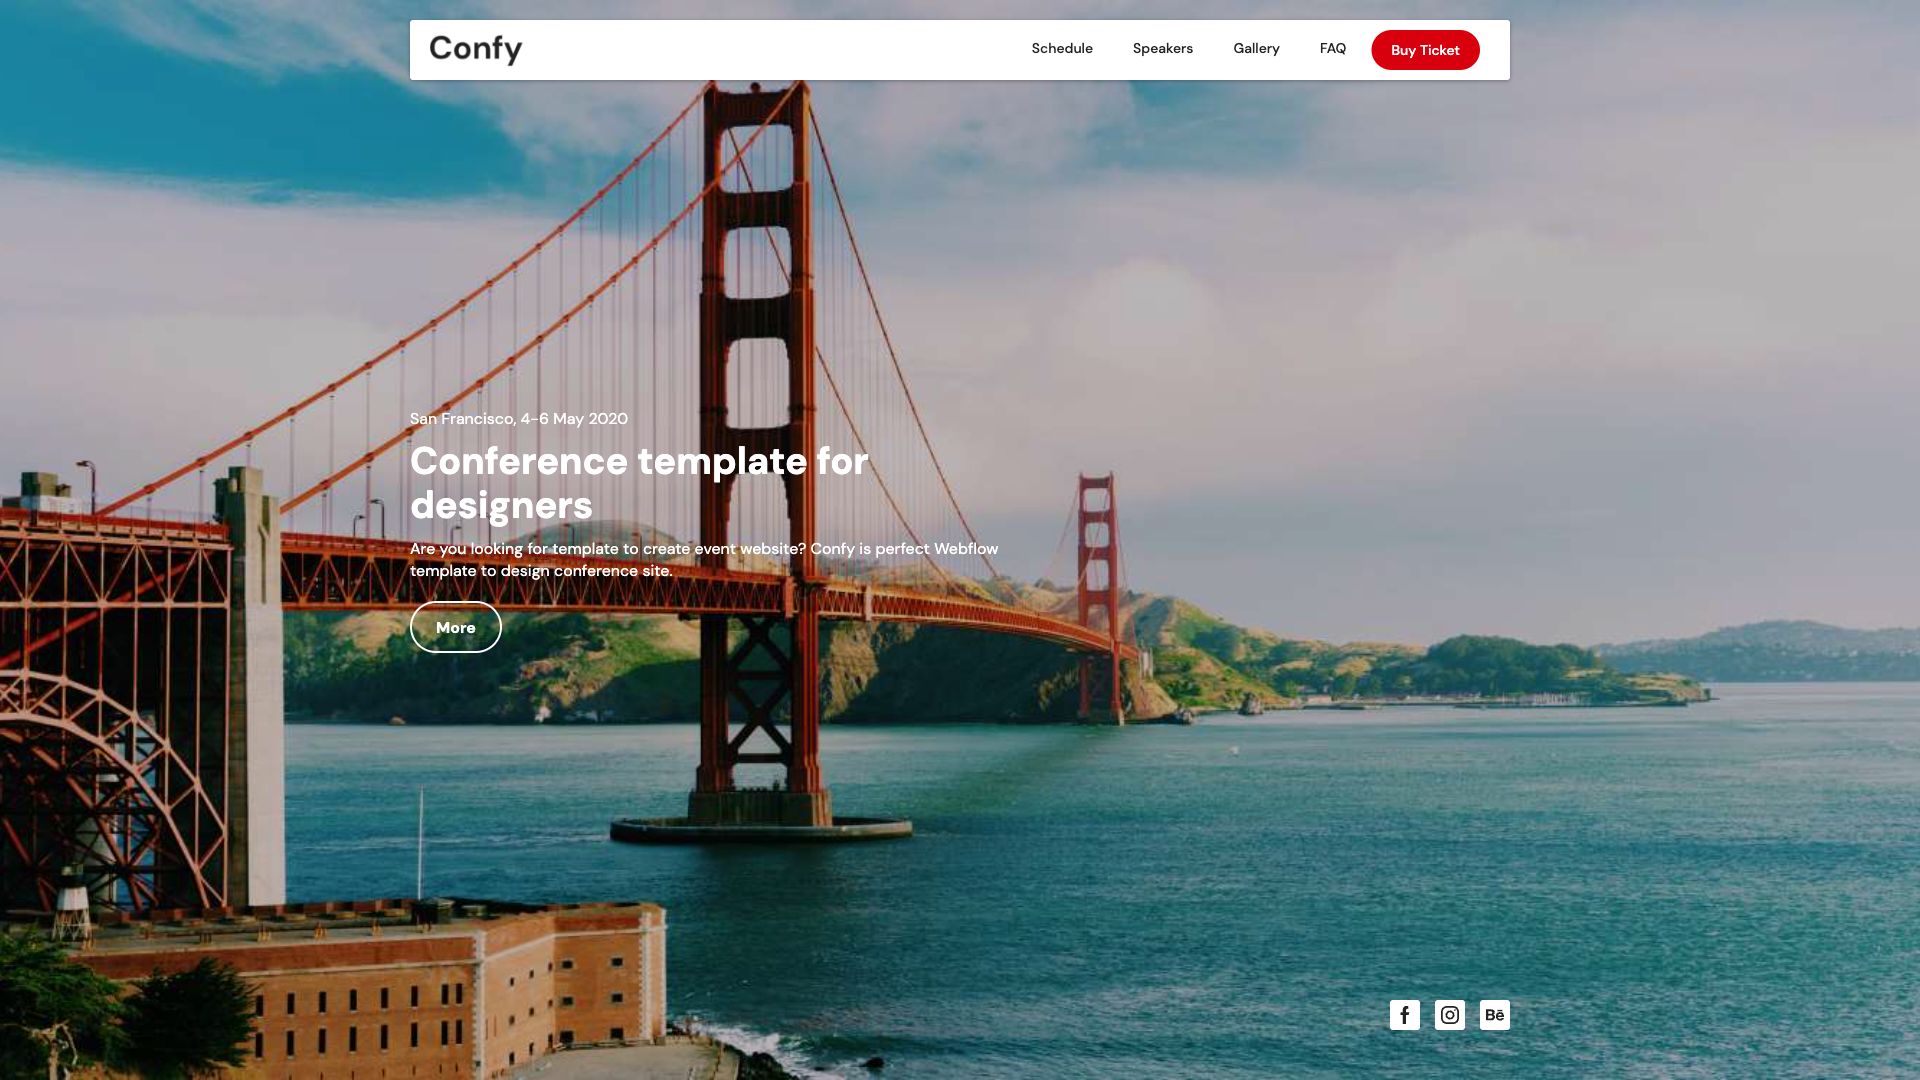 Confy
Schedule
Speakers
Gallery
FAQ
Buy Ticket
San Francisco, 4-6 May 2020
Conference template for
designers
Are you looking for template to create event website? Confy is perfect Webflow
template to design conference site.
More
f
Bē